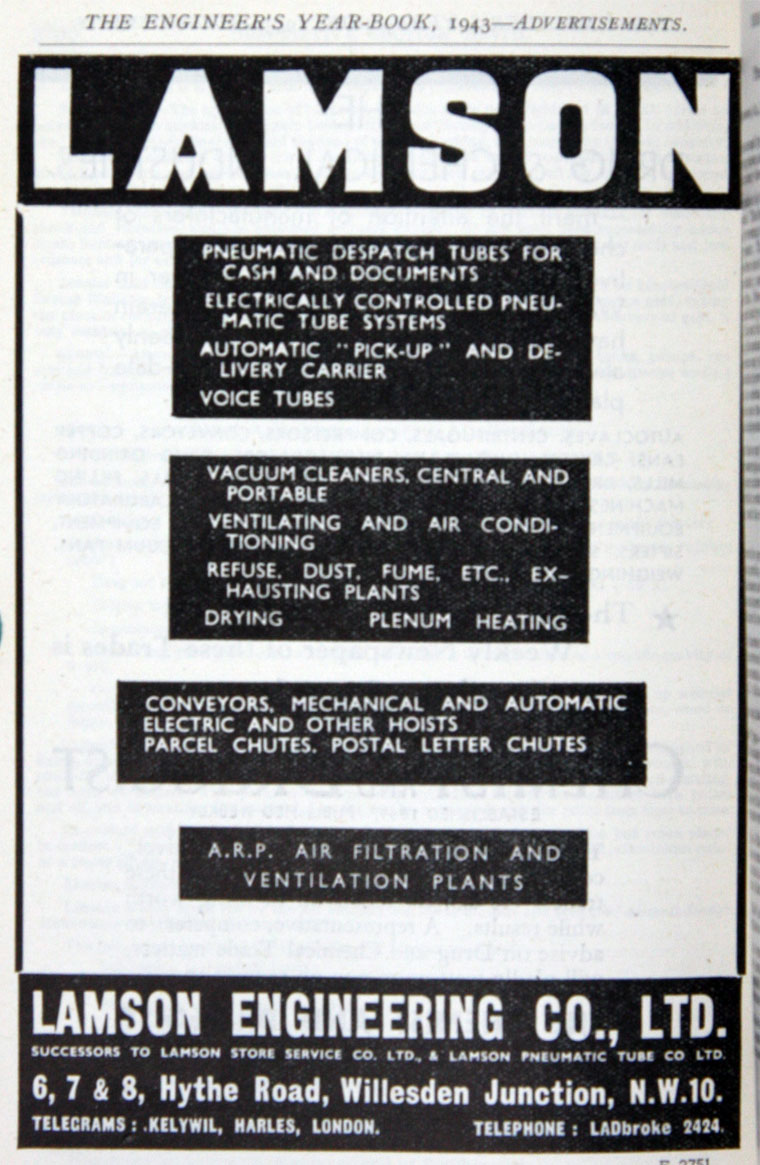 THE ENGINEER'S YEAR-BOOK, 1943—ADVERTISEMENTS.
LAMSON
PNEUMATIC DESPATCH TUBES FOR
CASH AND DOCUMENTS
ELECTRICALLY CONTROLLED PNEU-
MATIC TUBE SYSTEMS
AUTOMATIC "PICK-UP" AND DE-
LIVERY CARRIER
VOICE TUBES
VACUUM CLEANERS, CENTRAL AND
PORTABLE
VENTILATING AND AIR CONDI-
TIONING
REFUSE, DUST, FUME, ETC., EX-
HAUSTING PLANTS
DRYING PLENUM HEATING
CONVEYORS, MECHANICAL AND AUTOMATIC
ELECTRIC AND OTHER HOISTS
PARCEL CHUTES. POSTAL LETTER CHUTES
A.R.P. AIR FILTRATION AND
VENTILATION PLANTS
LAMSON ENGINEERING CO., LTD.
SUCCESSORS TO LAMSON STORE SERVICE CO. LTD., & LAMSON PNEUMATIC TUBE CO LTD.
6, 7 & 8, Hythe Road, Willesden Junction, N.W.10.
TELEGRAMS: KELYWIL, HARLES, LONDON. TELEPHONE: LADbroke 2424.